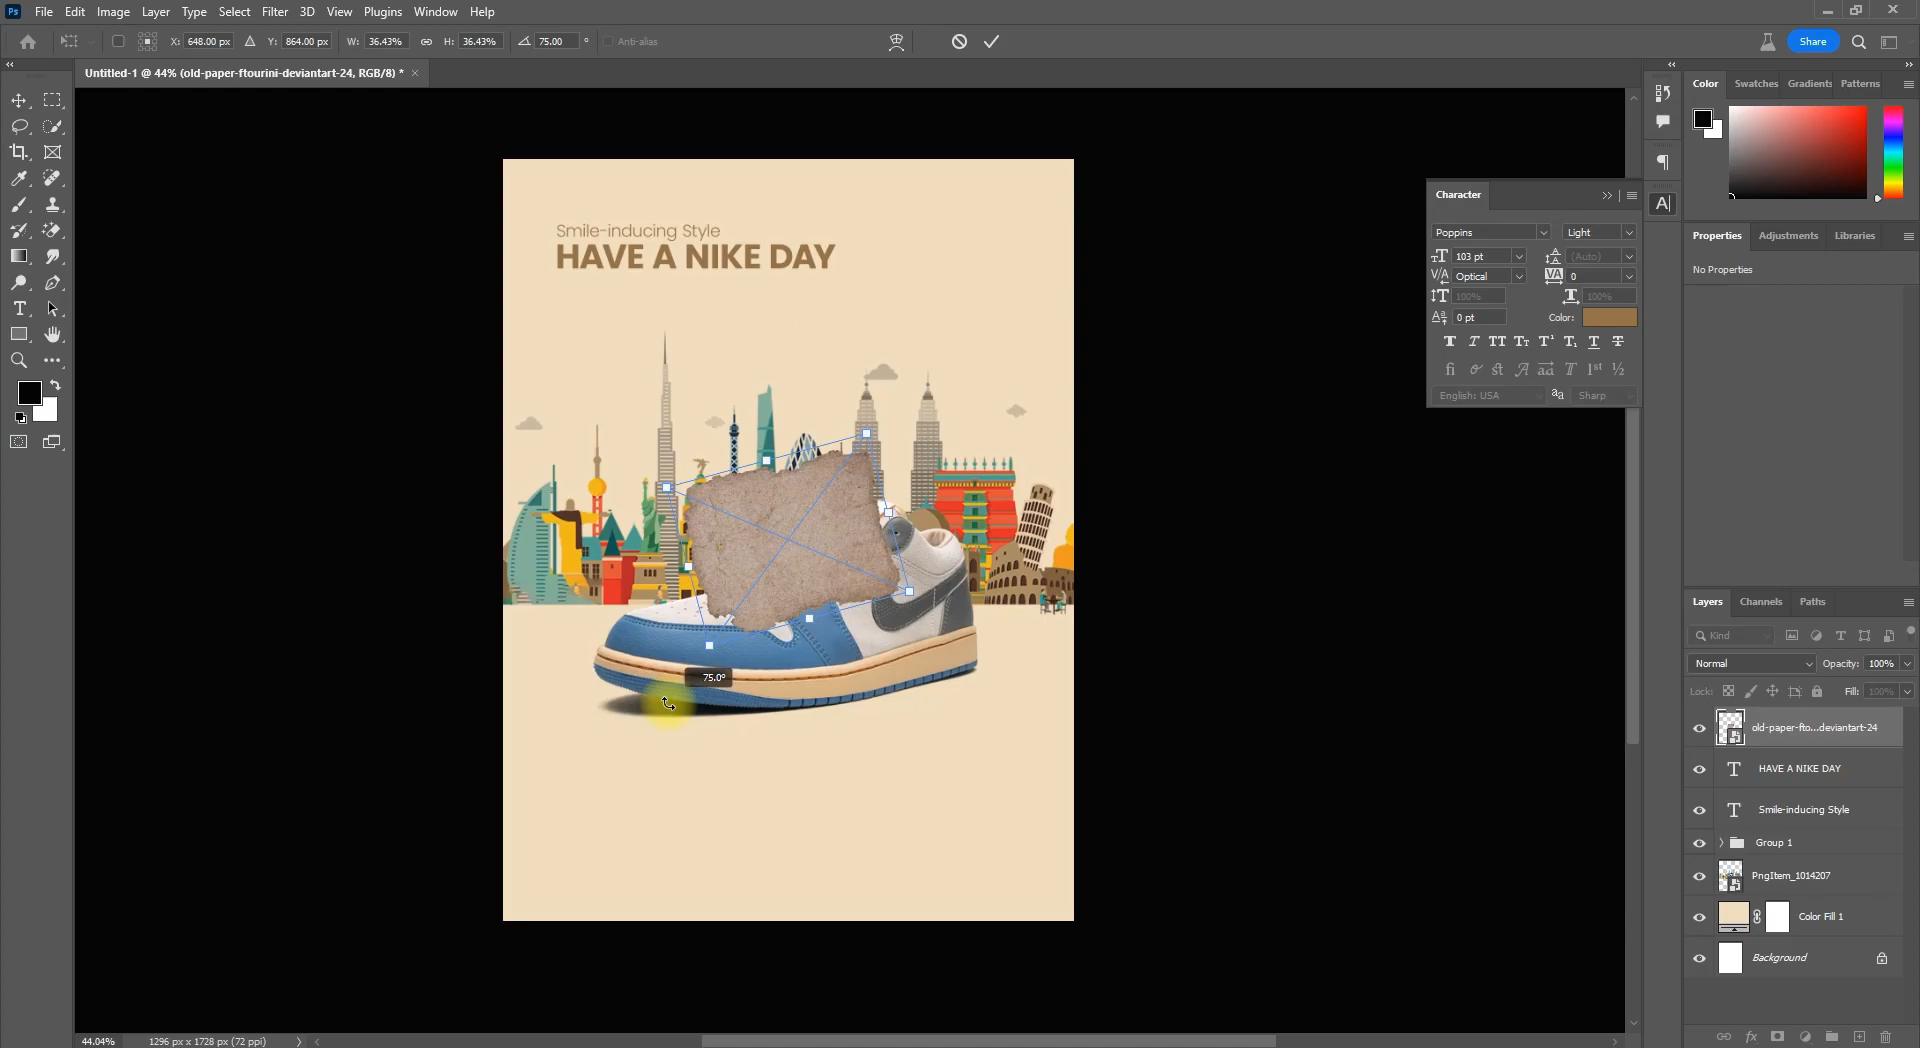 Ps File Edit Image Layer Type Select Filter 3D View Plugins Window Help
X: 648.00 px Y: 864.00 px W: 36.43% H: 36.43% 75.00 ° Anti-alias Share
Untitled-1 @ 44% (old-paper-ftourini-deviantart-24, RGB/8) * ×
Color Swatches Gradients Patterns
Smile-inducing Style
HAVE A NIKE DAY
75.0°
Character
Poppins Light
103 pt (Auto)
Optical 0
100% 100%
0 pt Color:
English: USA Sharp
Properties Adjustments Libraries
No Properties
Layers Channels Paths
Kind
Normal Opacity: 100%
Lock: Fill: 100%
old-paper-fto...deviantart-24
HAVE A NIKE DAY
Smile-inducing Style
Group 1
PngItem_1014207
Color Fill 1
Background
44.04% 1296 px x 1728 px (72 ppi)